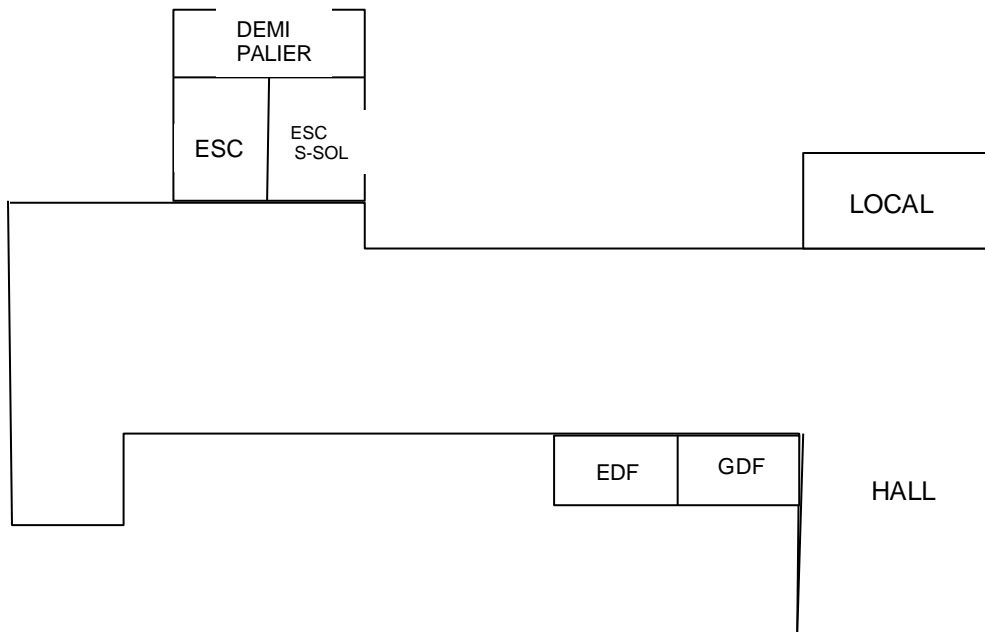 DEMI
PALIER
ESC
ESC
S-SOL
LOCAL
EDF
GDF
HALL